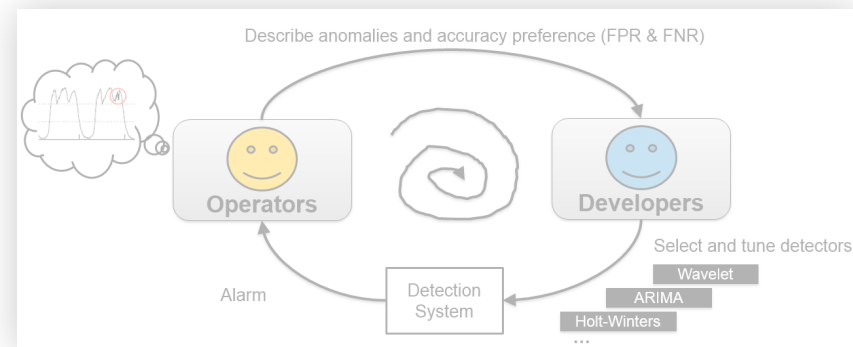 Describe anomalies and accuracy preference (FPR & FNR)
Operators
Developers
Select and tune detectors
Wavelet
ARIMA
Holt-Winters
...
Detection
System
Alarm